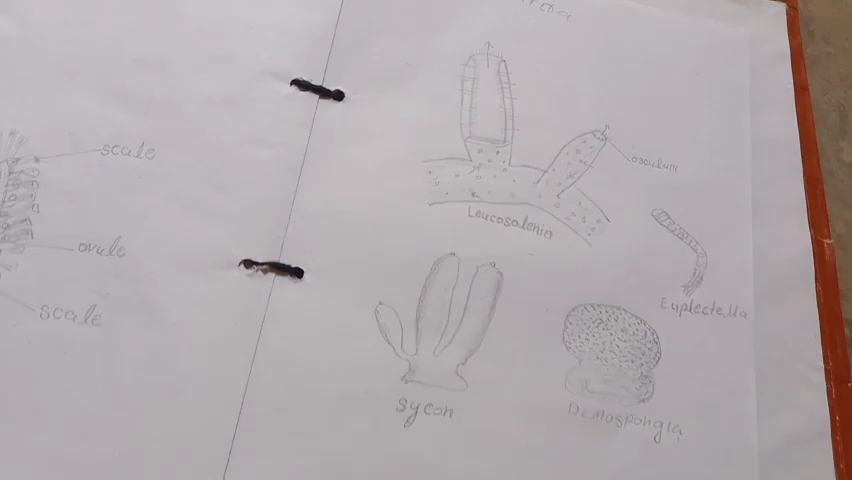 scale
ovule
scale
osculum
Leucosolenia
Euplectella
Sycon
Demospongia